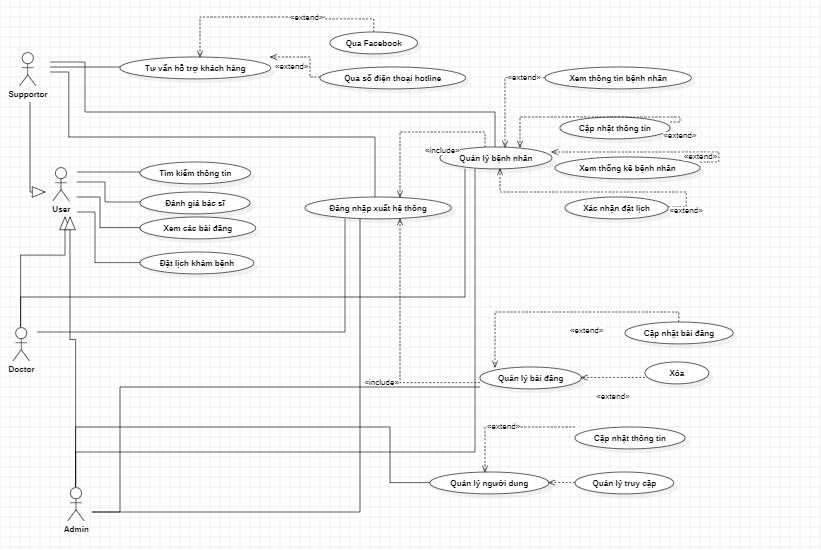 «extend»
Qua Facebook
Tư vấn hỗ trợ khách hàng
«extend»
Qua số điện thoại hotline
«extend»
Xem thông tin bệnh nhân
Supportor
Cập nhật thông tin
«extend»
«include»
Quản lý bệnh nhân
«extend»
Xem thống kê bệnh nhân
Tìm kiếm thông tin
User
Đánh giá bác sĩ
Đăng nhập xuất hệ thông
Xác nhận đặt lịch
«extend»
Xem các bài đăng
Đặt lịch khám bệnh
«extend»
Cập nhật bài đăng
Doctor
«include»
Quản lý bài đăng
Xóa
«extend»
«extend»
Cập nhật thông tin
Quản lý người dung
Quản lý truy cập
Admin